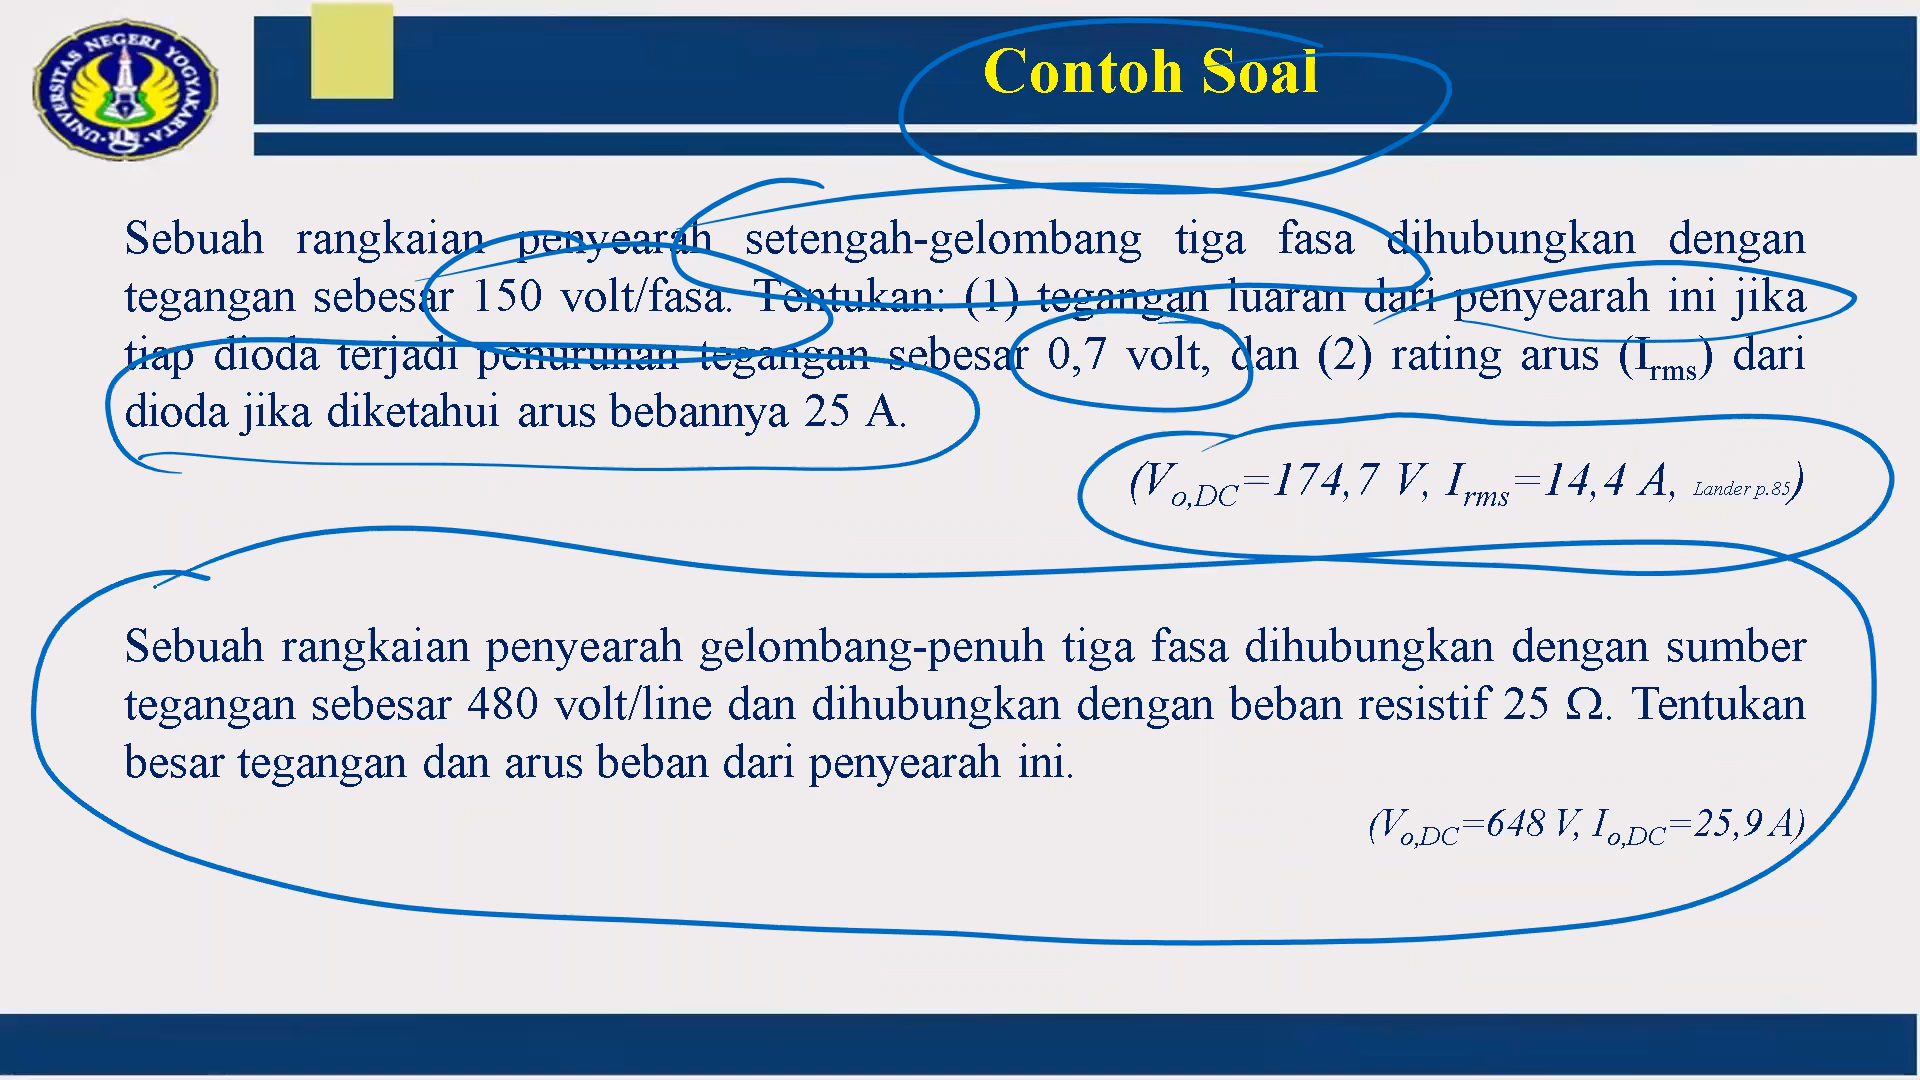 UNIVERSITAS NEGERI YOGYAKARTA
Contoh Soal
Sebuah rangkaian penyearah setengah-gelombang tiga fasa dihubungkan dengan
tegangan sebesar 150 volt/fasa. Tentukan: (1) tegangan luaran dari penyearah ini jika
tiap dioda terjadi penurunan tegangan sebesar 0,7 volt, dan (2) rating arus (Irms) dari
dioda jika diketahui arus bebannya 25 A.
(Vo,DC=174,7 V, Irms=14,4 A, Lander p.85)
Sebuah rangkaian penyearah gelombang-penuh tiga fasa dihubungkan dengan sumber
tegangan sebesar 480 volt/line dan dihubungkan dengan beban resistif 25 Ω. Tentukan
besar tegangan dan arus beban dari penyearah ini.
(Vo,DC=648 V, Io,DC=25,9 A)